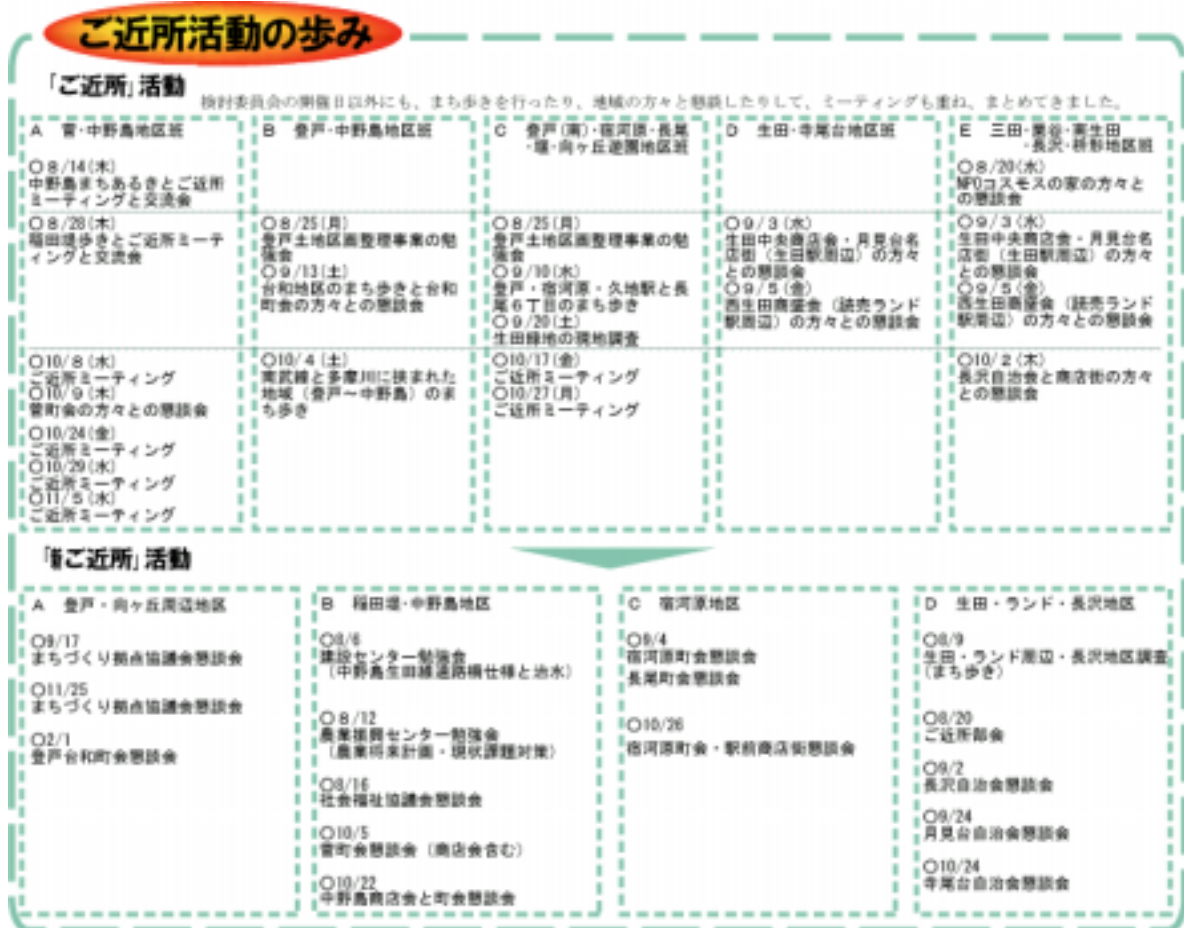 ご近所活動の歩み
「ご近所」活動
検討委員会の開催日以外にも、まち歩きを行ったり、地域の方々と懇談したりして、ミーティングも重ね、まとめてきました。
A 菅・中野島地区班
○8/14(木)
中野島まちあるきとご近所
ミーティングと交流会
○8/28(木)
稲田堤歩きとご近所ミーテ
ィングと交流会
○10/8(水)
ご近所ミーティング
○10/9(木)
菅町会の方々との懇談会
○10/24(金)
ご近所ミーティング
○10/29(水)
ご近所ミーティング
○11/5(水)
ご近所ミーティング
B 登戸・中野島地区班
○8/25(月)
登戸土地区画整理事業の勉
強会
○9/13(土)
台和地区のまち歩きと台和
町会の方々との懇談会
○10/4(土)
南武線と多摩川に挟まれた
地域（登戸～中野島）のま
ち歩き
C 登戸(南)・宿河原・長尾
・堰・向ヶ丘遊園地区班
○8/25(月)
登戸土地区画整理事業の勉
強会
○9/10(水)
登戸・宿河原・久地駅と長
尾6丁目のまち歩き
○9/20(土)
生田緑地の現地調査
○10/17(金)
ご近所ミーティング
○10/27(月)
ご近所ミーティング
D 生田・寺尾台地区班
○9/3(水)
生田中央商店会・月見台名
店街（生田駅周辺）の方々
との懇談会
○9/5(金)
西生田商盛会（読売ランド
駅周辺）の方々との懇談会
E 三田・栗谷・南生田
・長沢・枡形地区班
○8/20(水)
NPOコスモスの家の方々と
の懇談会
○9/3(水)
生田中央商店会・月見台名
店街（生田駅周辺）の方々
との懇談会
○9/5(金)
西生田商盛会（読売ランド
駅周辺）の方々との懇談会
○10/2(木)
長沢自治会と商店街の方々
との懇談会
「新ご近所」活動
A 登戸・向ヶ丘周辺地区
○9/17
まちづくり拠点協議会懇談会
○11/25
まちづくり拠点協議会懇談会
○2/1
登戸台和町会懇談会
B 稲田堤・中野島地区
○8/6
建設センター勉強会
（中野島生田線道路橋仕様と治水）
○8/12
農業振興センター勉強会
（農業将来計画・現状課題対策）
○8/16
社会福祉協議会懇談会
○10/5
菅町会懇談会（商店会含む）
○10/22
中野島商店会と町会懇談会
C 宿河原地区
○9/4
宿河原町会懇談会
長尾町会懇談会
○10/26
宿河原町会・駅前商店街懇談会
D 生田・ランド・長沢地区
○8/9
生田・ランド周辺・長沢地区調査
（まち歩き）
○8/20
ご近所部会
○9/2
長沢自治会懇談会
○9/24
月見台自治会懇談会
○10/24
寺尾台自治会懇談会